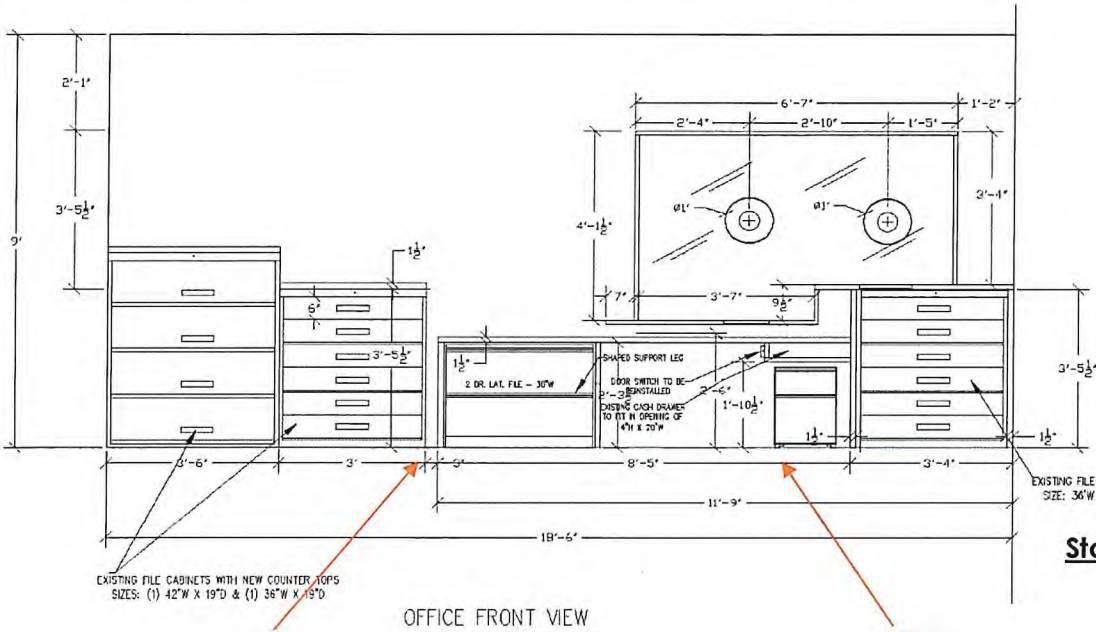 2'-1"
6'-7"
1'-2"
2'-4"
2'-10"
1'-5"
3'-5½"
9'
4'-1½"
ø1'
ø1'
3'-4"
1½"
7"
3'-7"
9½"
6"
3'-5½"
1½"
SHAPED SUPPORT LEG
2 DR. LAT. FILE - 36"W
DOOR SWITCH TO BE
REINSTALLED
2'-6"
EXISTING CASH DRAWER
TO FIT IN OPENING OF
4"H X 20"W
1'-10½"
3'-5½"
1½"
1½"
3'-6"
3'
8'-5"
3'-4"
EXISTING FILE
SIZE: 36"W
11'-9"
18'-6"
EXISTING FILE CABINETS WITH NEW COUNTER TOPS
SIZES: (1) 42"W X 19"D & (1) 36"W X 19"D
OFFICE FRONT VIEW